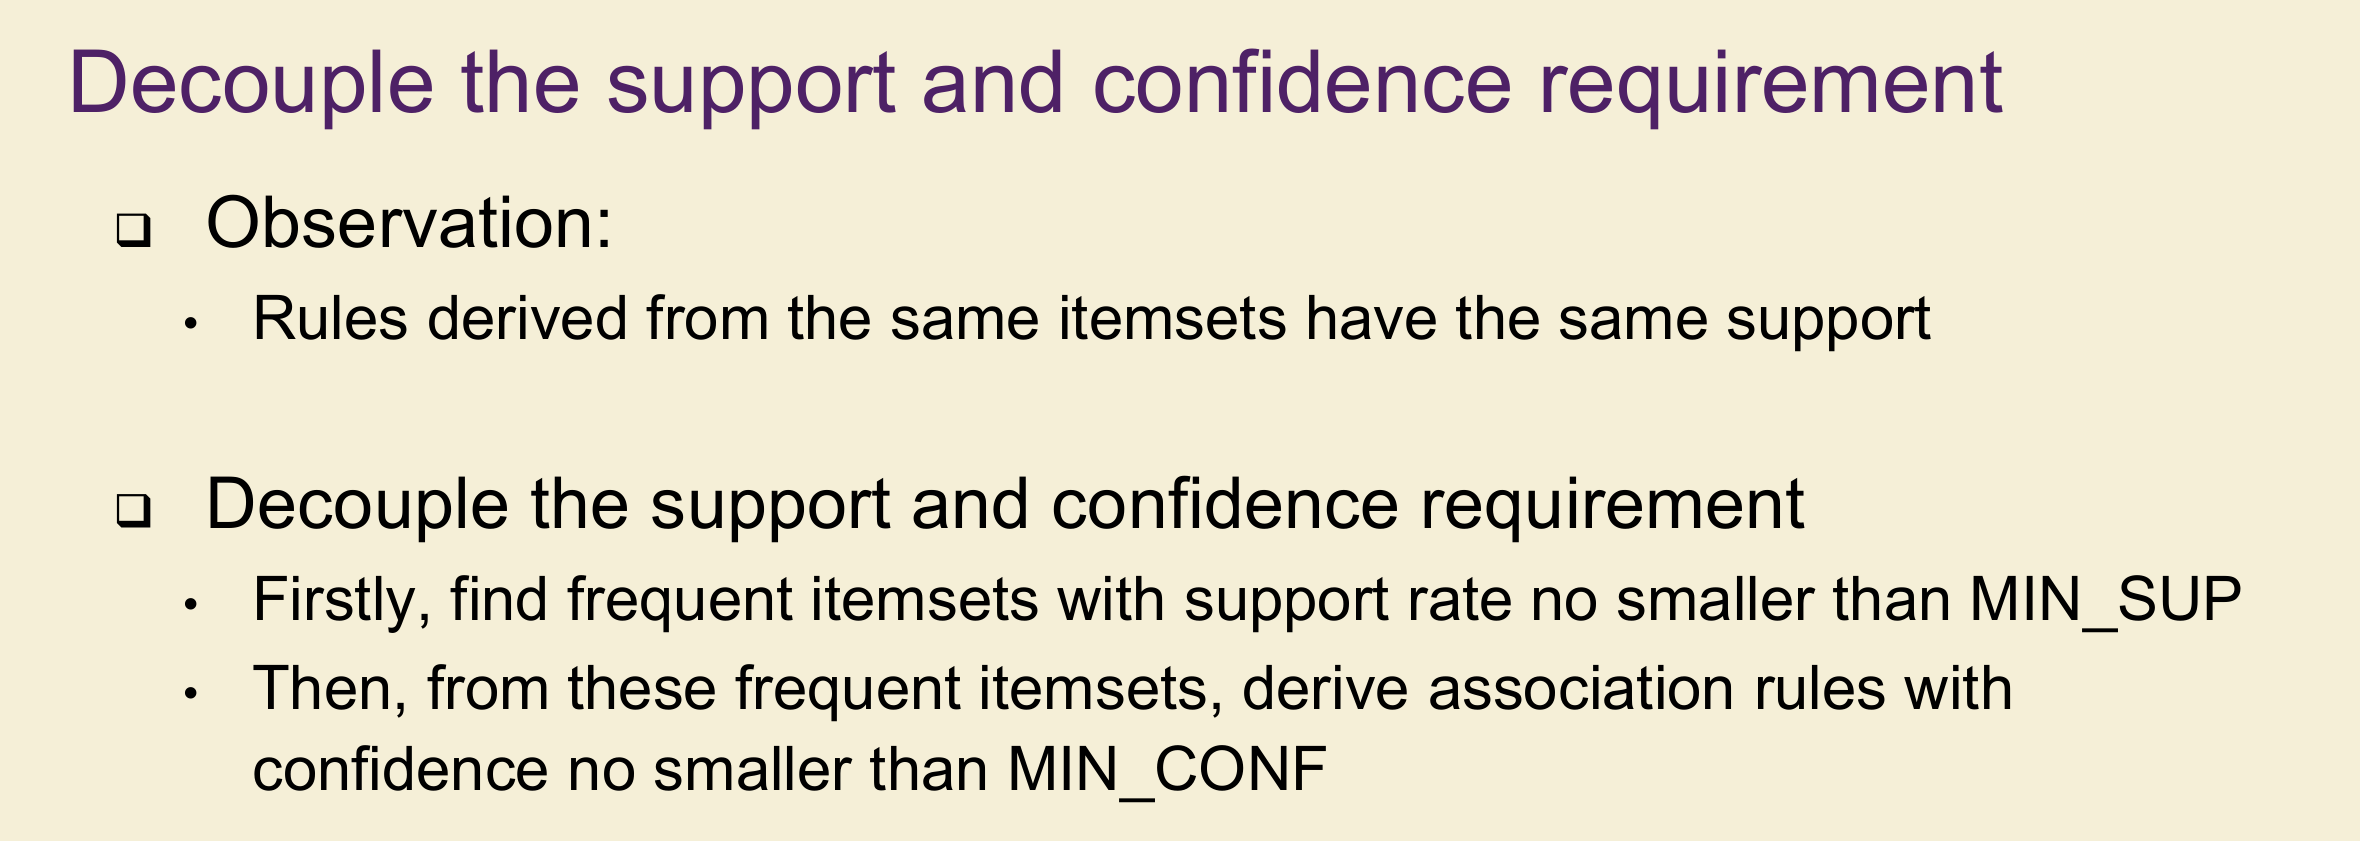 Decouple the support and confidence requirement
❑ Observation:
• Rules derived from the same itemsets have the same support
❑ Decouple the support and confidence requirement
• Firstly, find frequent itemsets with support rate no smaller than MIN_SUP
• Then, from these frequent itemsets, derive association rules with
confidence no smaller than MIN_CONF